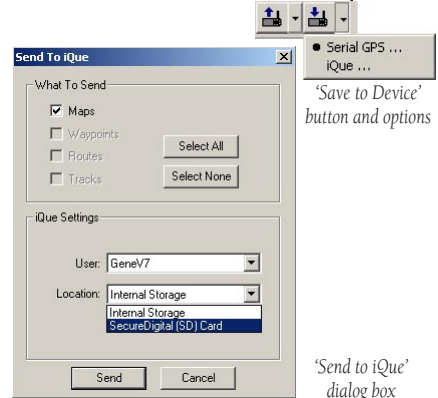 Serial GPS ...
iQue ...
'Save to Device'
button and options
Send To iQue
What To Send
Maps
Waypoints
Routes
Tracks
Select All
Select None
iQue Settings
User: GeneV7
Location: Internal Storage
Internal Storage
SecureDigital (SD) Card
Send
Cancel
'Send to iQue'
dialog box